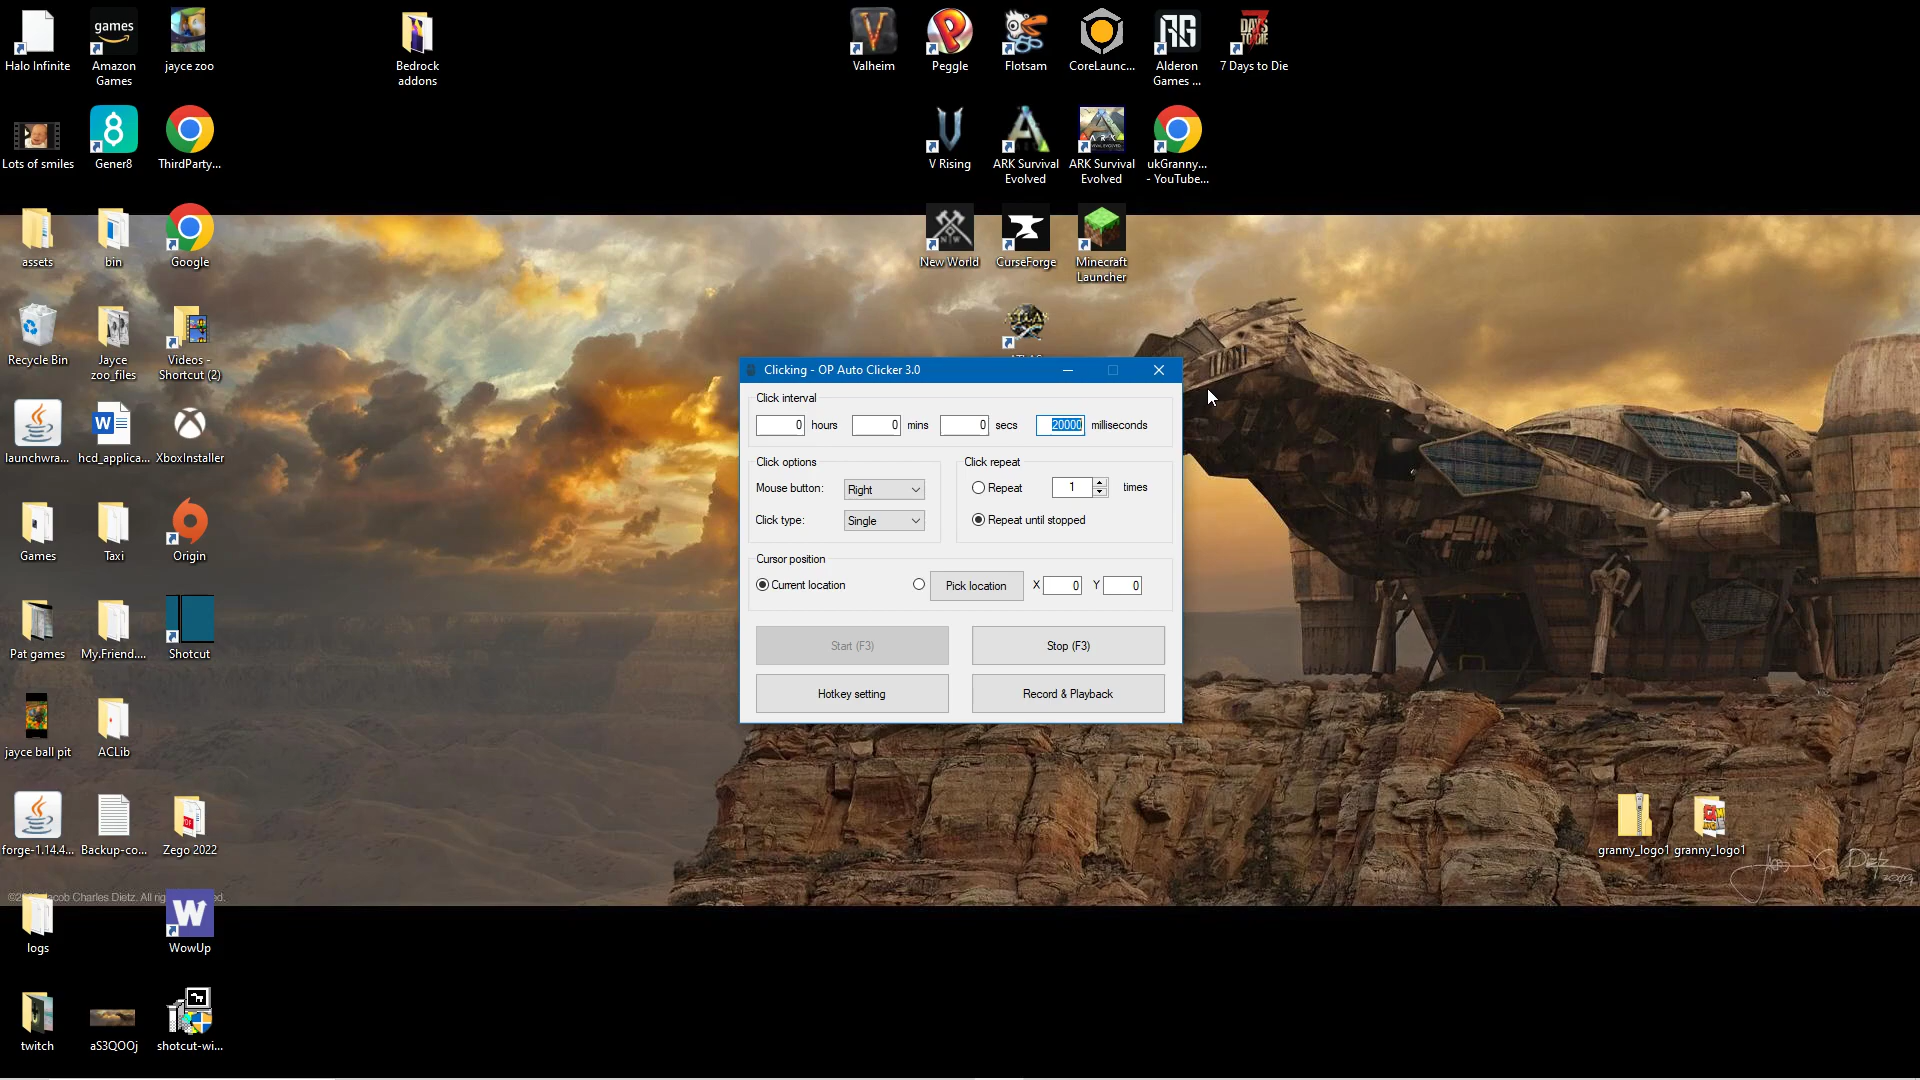 Halo Infinite
Amazon
Games
jayce zoo
Bedrock
addons
Valheim
Peggle
Flotsam
CoreLaunc...
Alderon
Games ...
7 Days to Die
Lots of smiles
Gener8
ThirdParty...
V Rising
ARK Survival
Evolved
ARK Survival
Evolved
ukGranny...
- YouTube...
assets
bin
Google
New World
CurseForge
Minecraft
Launcher
Recycle Bin
Jayce
zoo_files
Videos -
Shortcut (2)
Clicking - OP Auto Clicker 3.0
Click interval
0 hours 0 mins 0 secs 20000 milliseconds
Click options
Mouse button: Right
Click type: Single
Click repeat
Repeat 1 times
Repeat until stopped
Cursor position
Current location
Pick location X 0 Y 0
Start (F3)
Stop (F3)
Hotkey setting
Record & Playback
launchwra...
hcd_applica...
XboxInstaller
Games
Taxi
Origin
Pat games
My.Friend....
Shotcut
jayce ball pit
ACLib
forge-1.14.4...
Backup-co...
Zego 2022
granny_logo1
granny_logo1
logs
WowUp
twitch
aS3QOOj
shotcut-wi...